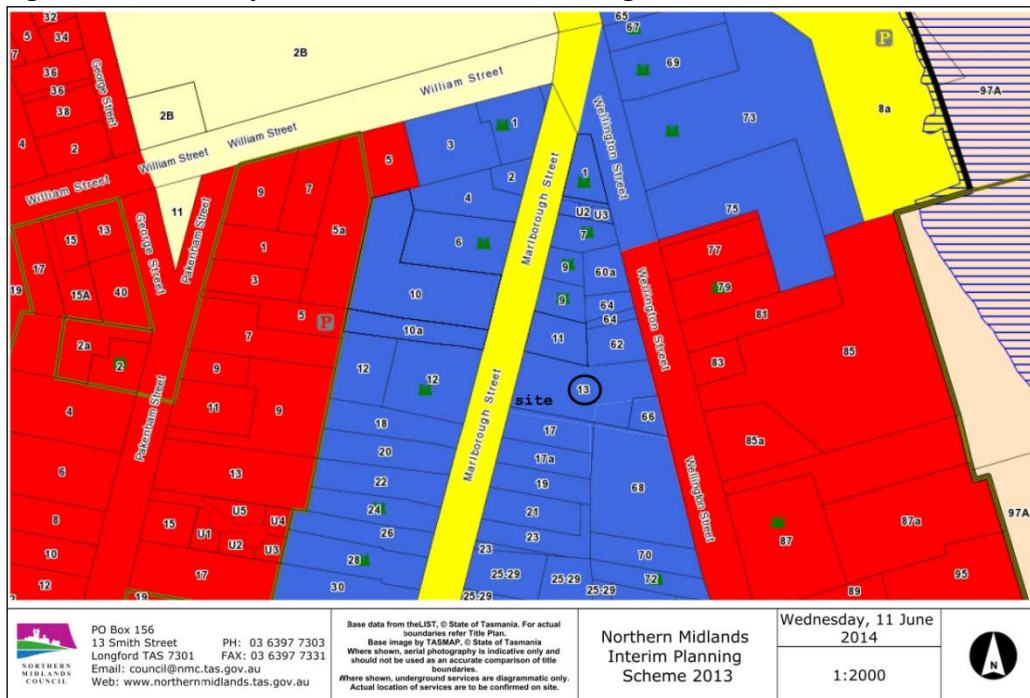 32
5
34
7
36
36
38
4
2
George Street
2B
2B
William Street
William Street
William Street
William Street
65
67
69
73
P
8a
97A
9
7
5
3
1
2
4
1
U2
U3
7
Wellington Street
75
11
George Street
Pakenham Street
15
13
17
19
15A
40
1
5a
3
6
9
60a
77
79
10
9
64
64
81
5
P
10a
11
62
Wellington Street
85
7
2a
2
9
12
12
13
site
66
83
Marlborough Street
Marlborough Street
4
11
9
18
17
85a
Pakenham Street
20
17a
6
13
22
19
68
Wellington Street
97A
8
15
U5
U4
24
21
87
87a
U1
U2
U3
26
23
10
28
23
70
95
12
17
30
25-29
25-29
72
19
25-29
25-29
89
2
NORTHERN
MIDLANDS
COUNCIL
PO Box 156
13 Smith Street PH: 03 6397 7303
Longford TAS 7301 FAX: 03 6397 7331
Email: council@nmc.tas.gov.au
Web: www.northernmidlands.tas.gov.au
Base data from theLIST, © State of Tasmania. For actual
boundaries refer Title Plan.
Base image by TASMAP, © State of Tasmania
Where shown, aerial photography is indicative only and
should not be used as an accurate comparison of title
boundaries.
Where shown, underground services are diagrammatic only.
Actual location of services are to be confirmed on site.
Northern Midlands
Interim Planning
Scheme 2013
Wednesday, 11 June
2014
1:2000
N